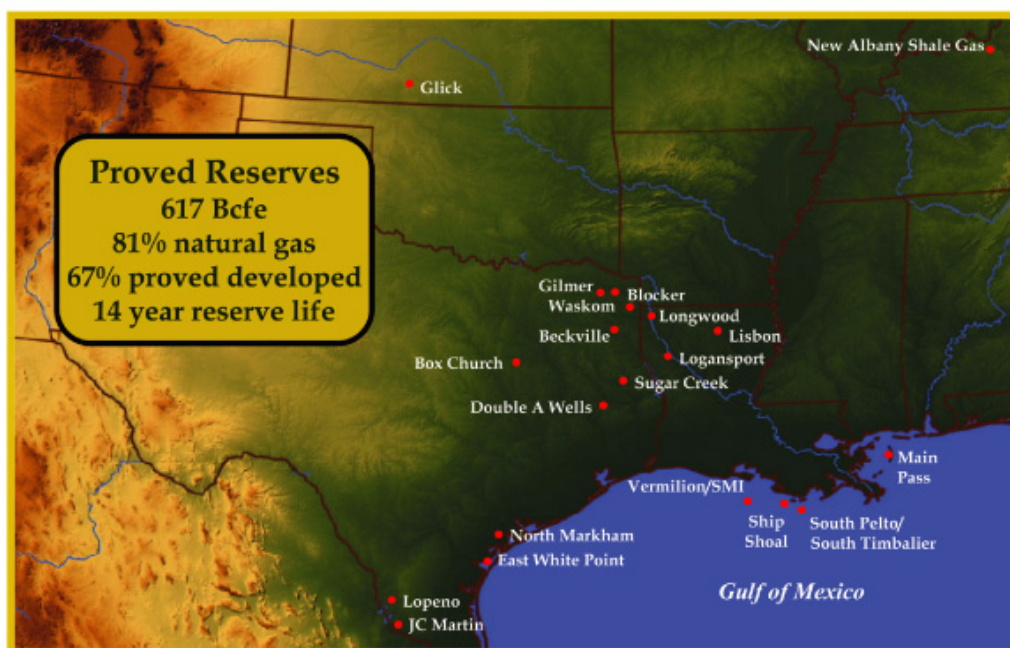 New Albany Shale Gas
Glick
Proved Reserves
617 Bcfe
81% natural gas
67% proved developed
14 year reserve life
Gilmer
Blocker
Waskom
Longwood
Beckville
Lisbon
Box Church
Logansport
Sugar Creek
Double A Wells
Main
Pass
Vermilion/SMI
Ship
Shoal
South Pelto/
South Timbalier
North Markham
East White Point
Gulf of Mexico
Lopeno
JC Martin